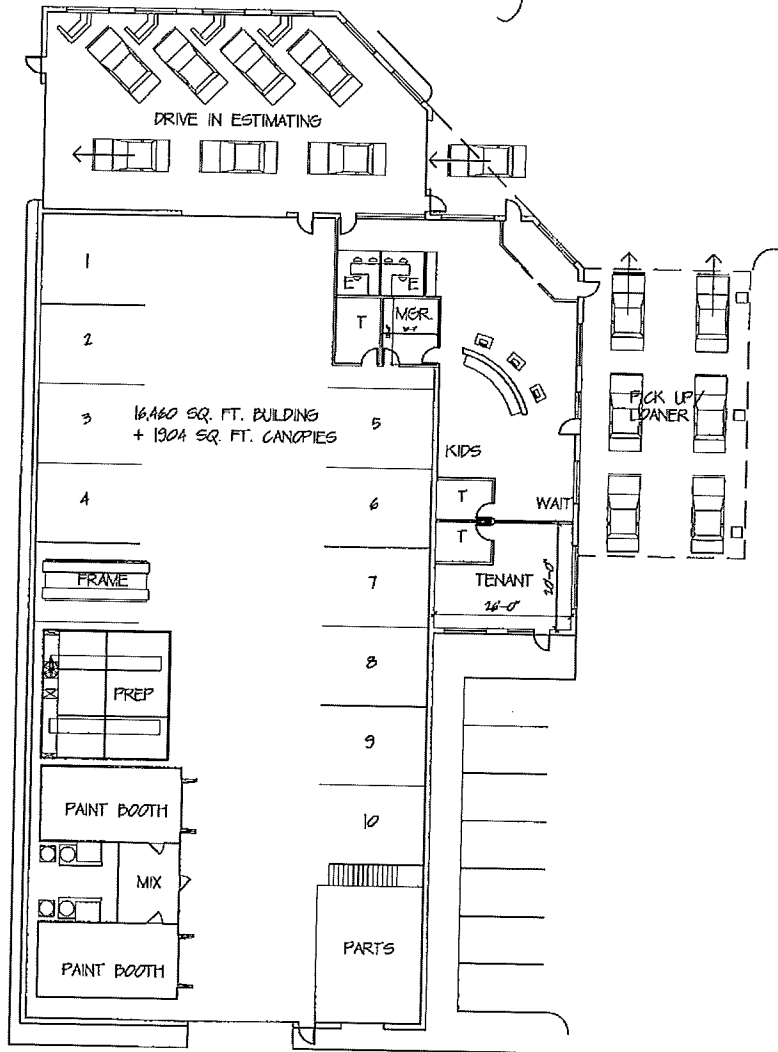 DRIVE IN ESTIMATING
1
2
3
4
16,460 SQ. FT. BUILDING
+ 1904 SQ. FT. CANOPIES
E
E
T
MGR.
5
6
7
8
9
10
KIDS
T
WAIT
T
TENANT
26'-0"
20'-0"
PICK UP/
LOANER
FRAME
PREP
PAINT BOOTH
MIX
PAINT BOOTH
PARTS